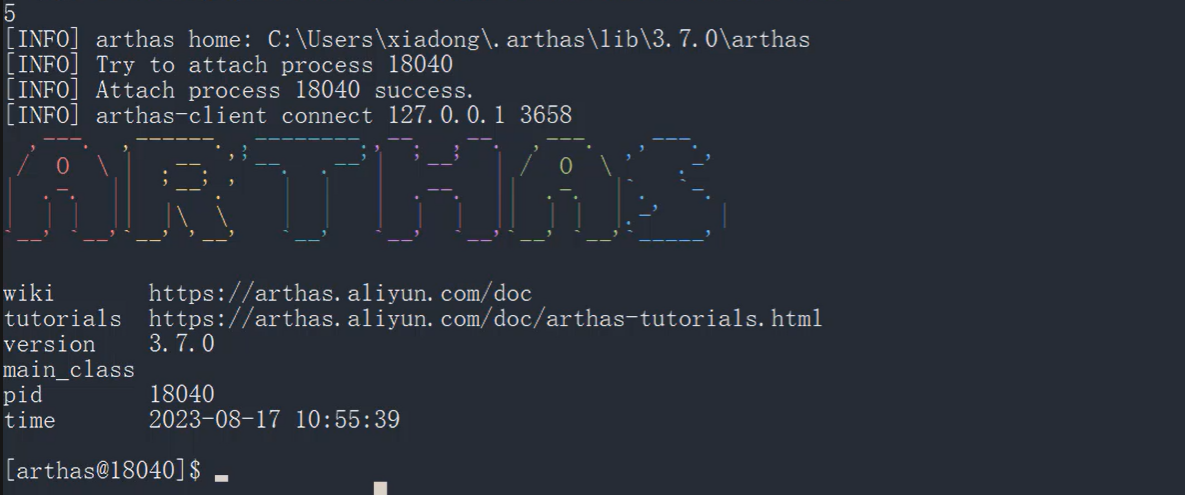 5
[INFO] arthas home: C:\Users\xiadong\.arthas\lib\3.7.0\arthas
[INFO] Try to attach process 18040
[INFO] Attach process 18040 success.
[INFO] arthas-client connect 127.0.0.1 3658
ARTHAS
wiki https://arthas.aliyun.com/doc
tutorials https://arthas.aliyun.com/doc/arthas-tutorials.html
version 3.7.0
main_class
pid 18040
time 2023-08-17 10:55:39
[arthas@18040]$